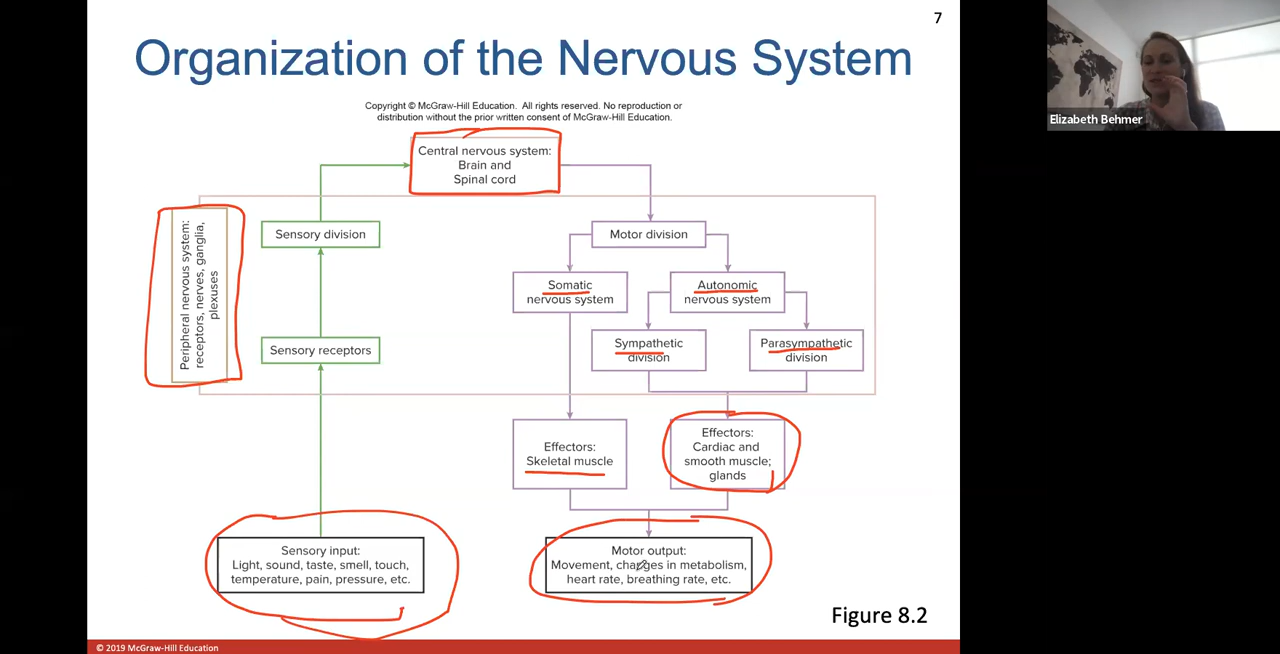 7
Organization of the Nervous System
Copyright © McGraw-Hill Education. All rights reserved. No reproduction or
distribution without the prior written consent of McGraw-Hill Education.
Elizabeth Behmer
Central nervous system:
Brain and
Spinal cord
Peripheral nervous system:
receptors, nerves, ganglia,
plexuses
Sensory division
Motor division
Somatic
nervous system
Autonomic
nervous system
Sensory receptors
Sympathetic
division
Parasympathetic
division
Effectors:
Skeletal muscle
Effectors:
Cardiac and
smooth muscle;
glands
Sensory input:
Light, sound, taste, smell, touch,
temperature, pain, pressure, etc.
Motor output:
Movement, changes in metabolism,
heart rate, breathing rate, etc.
Figure 8.2
© 2019 McGraw-Hill Education